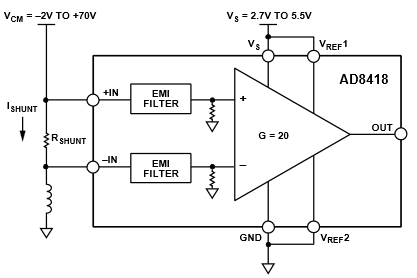 VCM = –2V TO +70V
VS = 2.7V TO 5.5V
VS
VREF1
AD8418
+IN
EMI
FILTER
ISHUNT
+
G = 20
OUT
RSHUNT
–IN
EMI
FILTER
–
GND
VREF2